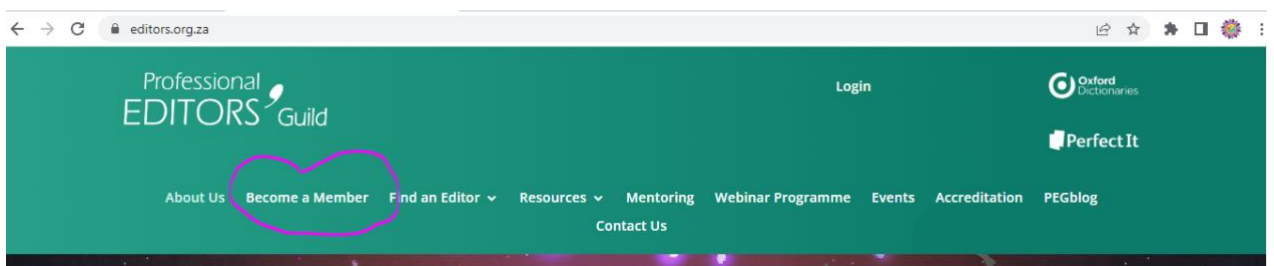 editors.org.za
Professional
EDITORS' Guild
Login
Oxford
Dictionaries
PerfectIt
About Us Become a Member Find an Editor Resources Mentoring Webinar Programme Events Accreditation PEGblog
Contact Us